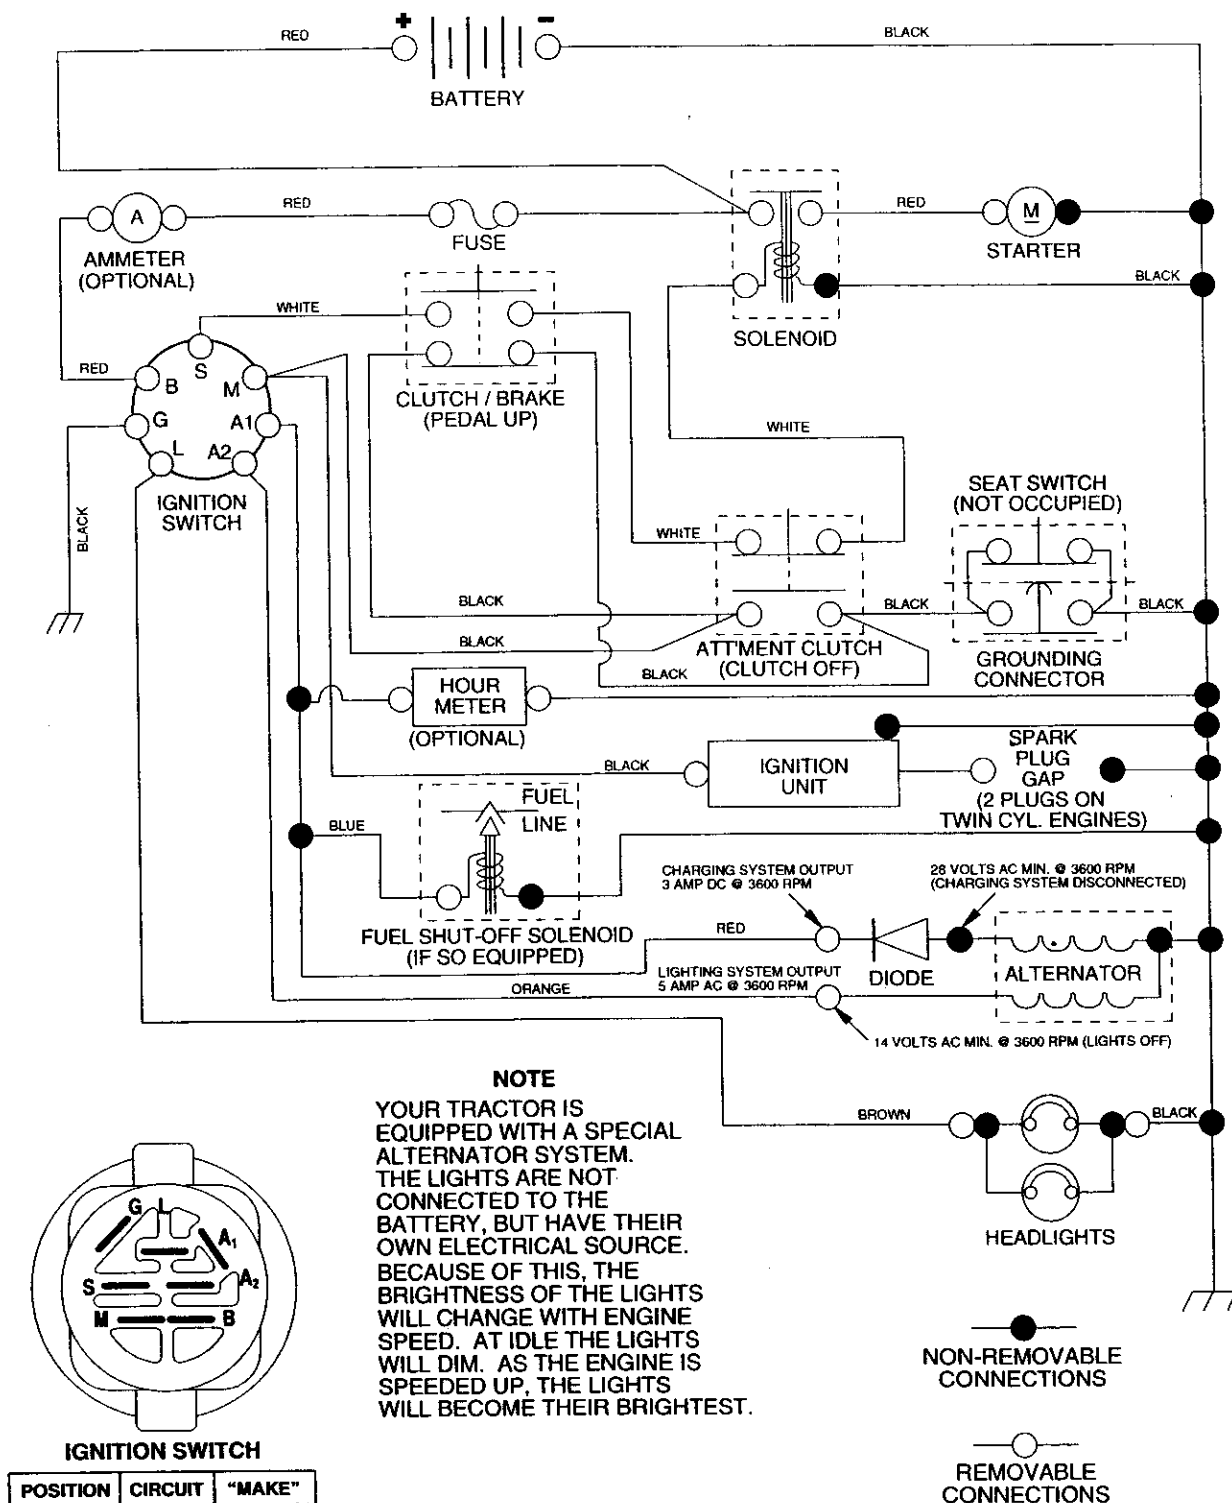 + −
RED
BLACK
BATTERY
A
RED
FUSE
RED
M
STARTER
AMMETER
(OPTIONAL)
BLACK
SOLENOID
WHITE
RED
S
B
M
G
A1
L
A2
CLUTCH / BRAKE
(PEDAL UP)
WHITE
IGNITION
SWITCH
BLACK
SEAT SWITCH
(NOT OCCUPIED)
WHITE
BLACK
BLACK
BLACK
BLACK
ATT'MENT CLUTCH
(CLUTCH OFF)
GROUNDING
CONNECTOR
BLACK
HOUR
METER
(OPTIONAL)
BLACK
IGNITION
UNIT
SPARK
PLUG
GAP
(2 PLUGS ON
TWIN CYL. ENGINES)
FUEL
LINE
BLUE
FUEL SHUT-OFF SOLENOID
(IF SO EQUIPPED)
CHARGING SYSTEM OUTPUT
3 AMP DC @ 3600 RPM
28 VOLTS AC MIN. @ 3600 RPM
(CHARGING SYSTEM DISCONNECTED)
RED
DIODE
ALTERNATOR
LIGHTING SYSTEM OUTPUT
5 AMP AC @ 3600 RPM
ORANGE
14 VOLTS AC MIN. @ 3600 RPM (LIGHTS OFF)
NOTE
YOUR TRACTOR IS
EQUIPPED WITH A SPECIAL
ALTERNATOR SYSTEM.
THE LIGHTS ARE NOT
CONNECTED TO THE
BATTERY, BUT HAVE THEIR
OWN ELECTRICAL SOURCE.
BECAUSE OF THIS, THE
BRIGHTNESS OF THE LIGHTS
WILL CHANGE WITH ENGINE
SPEED. AT IDLE THE LIGHTS
WILL DIM. AS THE ENGINE IS
SPEEDED UP, THE LIGHTS
WILL BECOME THEIR BRIGHTEST.
BROWN
BLACK
HEADLIGHTS
G L
A1
S
A2
M
B
IGNITION SWITCH
POSITION CIRCUIT "MAKE"
NON-REMOVABLE
CONNECTIONS
REMOVABLE
CONNECTIONS